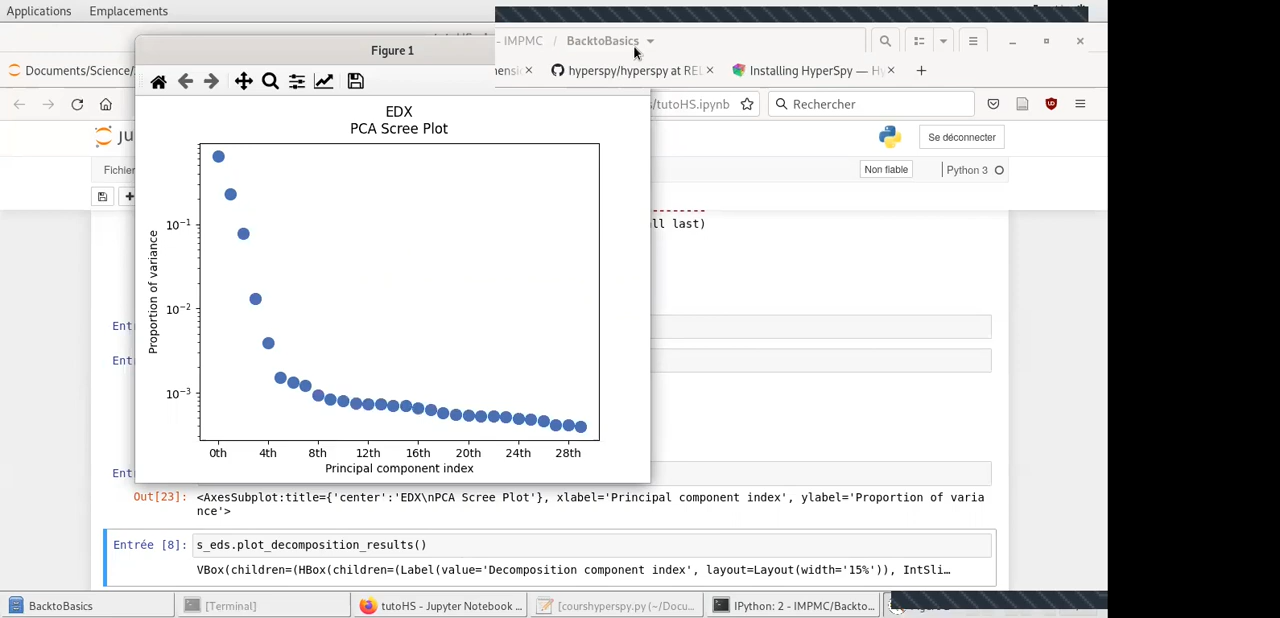 Applications Emplacements
- IMPMC / BacktoBasics
Figure 1
Documents/Science/
hyperspy/hyperspy at REL
Installing HyperSpy — Hy
s/tutoHS.ipynb
Rechercher
ju
Se déconnecter
Fichier
Non fiable
Python 3
EDX
PCA Scree Plot
ll last)
Proportion of variance
10−1
10−2
10−3
0th 4th 8th 12th 16th 20th 24th 28th
Principal component index
Entr
Entr
Entr
Out[23]: <AxesSubplot:title={'center':'EDX\nPCA Scree Plot'}, xlabel='Principal component index', ylabel='Proportion of varia
nce'>
Entrée [8]: s_eds.plot_decomposition_results()
VBox(children=(HBox(children=(Label(value='Decomposition component index', layout=Layout(width='15%')), IntSli…
BacktoBasics
[Terminal]
tutoHS - Jupyter Notebook ...
[courshyperspy.py (~/Docu...
IPython: 2 - IMPMC/Backto...